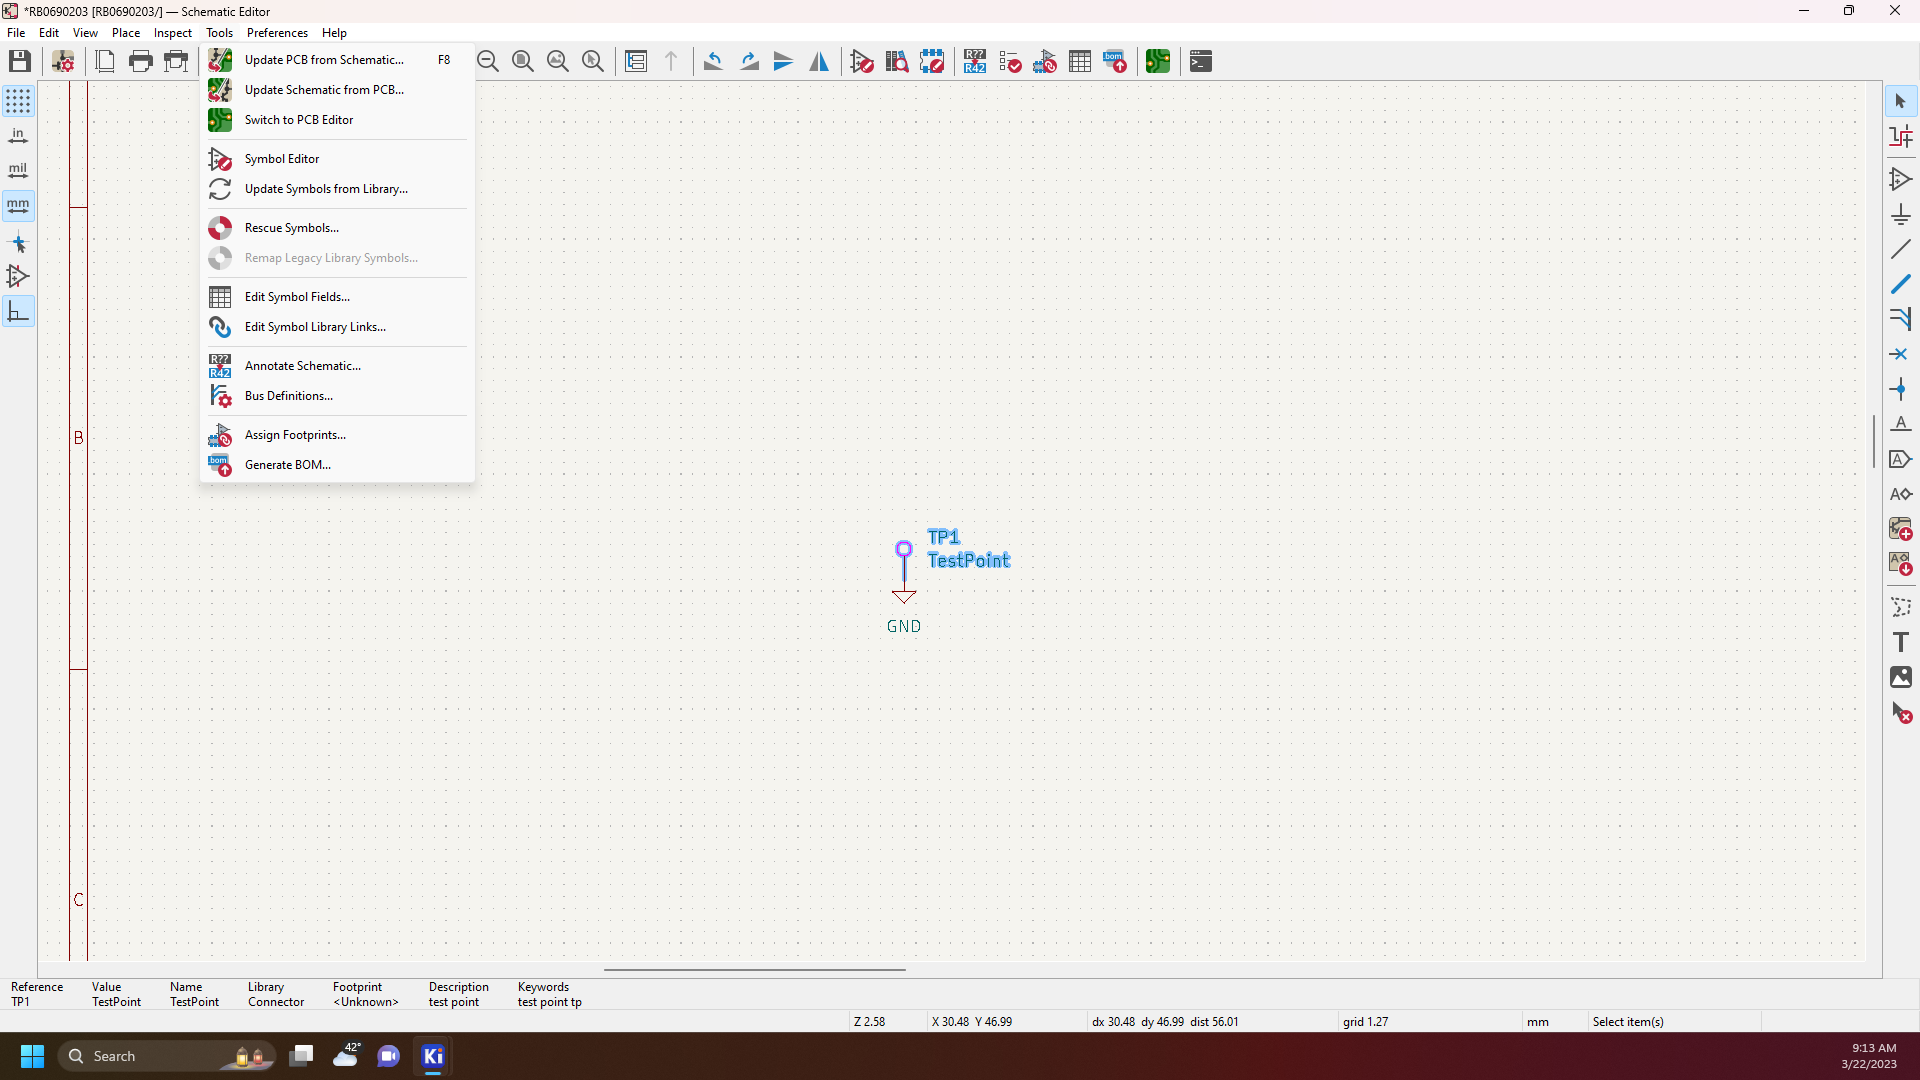 *RB0690203 [RB0690203/] — Schematic Editor
File Edit View Place Inspect Tools Preferences Help
Update PCB from Schematic... F8
Update Schematic from PCB...
Switch to PCB Editor
Symbol Editor
Update Symbols from Library...
Rescue Symbols...
Remap Legacy Library Symbols...
Edit Symbol Fields...
Edit Symbol Library Links...
R??
R42
Annotate Schematic...
Bus Definitions...
Assign Footprints...
bom
Generate BOM...
R??
R42
bom
in
mil
mm
B
C
TP1
TestPoint
GND
A
A
A
A
T
Reference Value Name Library Footprint Description Keywords
TP1 TestPoint TestPoint Connector <Unknown> test point test point tp
Z 2.58 X 30.48 Y 46.99 dx 30.48 dy 46.99 dist 56.01 grid 1.27 mm Select item(s)
Search
42°
Ki
9:13 AM
3/22/2023